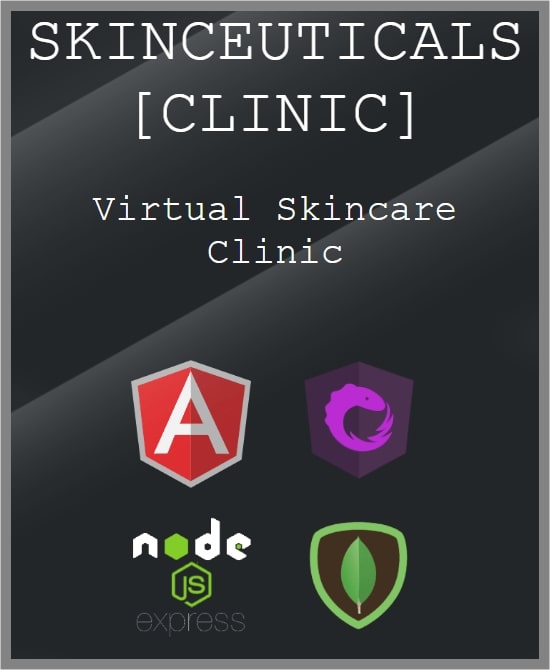 SKINCEUTICALS
[CLINIC]
Virtual Skincare
Clinic
A
node
JS
express